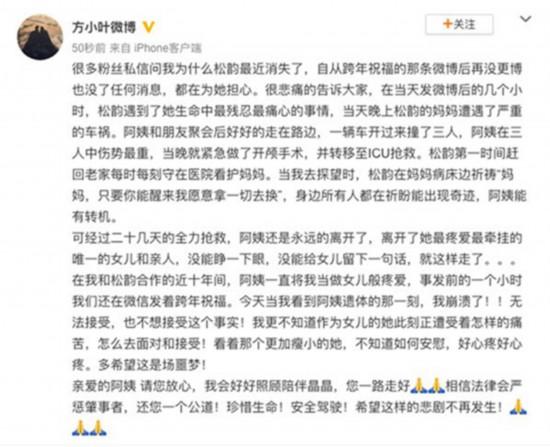 方小叶微博
+关注
50秒前 来自 iPhone客户端
很多粉丝私信问我为什么松韵最近消失了，自从跨年祝福的那条微博后再没更博
也没了任何消息，都在为她担心。很悲痛的告诉大家，在当天发微博后的几个小
时，松韵遇到了她生命中最残忍最痛心的事情，当天晚上松韵的妈妈遭遇了严重
的车祸。阿姨和朋友聚会后好好的走在路边，一辆车开过来撞了三人，阿姨在三
人中伤势最重，当晚就紧急做了开颅手术，并转移至ICU抢救。松韵第一时间赶
回老家每时每刻守在医院看护妈妈。当我去探望时，松韵在妈妈病床边祈祷“妈
妈，只要你能醒来我愿意拿一切去换”，身边所有人都在祈盼能出现奇迹，阿姨能
有转机。
可经过二十几天的全力抢救，阿姨还是永远的离开了，离开了她最疼爱最牵挂的
唯一的女儿和亲人，没能睁一下眼，没能给女儿留下一句话，就这样走了。。。
在我和松韵合作的近十年间，阿姨一直将我当做女儿般疼爱，事发前的一个小时
我们还在微信发着跨年祝福。今天当我看到阿姨遗体的那一刻，我崩溃了！！无
法接受，也不想接受这个事实！我更不知道作为女儿的她此刻正遭受着怎样的痛
苦，怎么去面对和接受！看着那个更加瘦小的她，不知道如何安慰，好心疼好心
疼。多希望这是场噩梦！
亲爱的阿姨 请您放心，我会好好照顾陪伴晶晶，您一路走好🙏🙏相信法律会严
惩肇事者，还您一个公道！珍惜生命！安全驾驶！希望这样的悲剧不再发生！🙏
🙏🙏